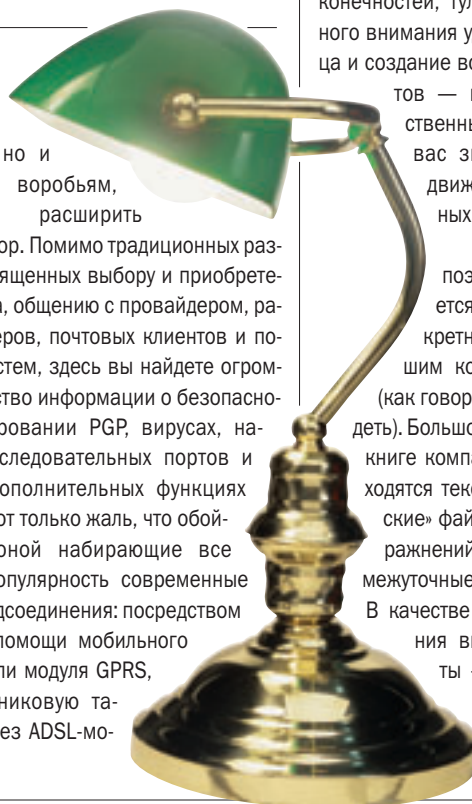 но и
воробьям,
расширить
ор. Помимо традиционных раз-
ященных выбору и приобрете-
а, общению с провайдером, ра-
еров, почтовых клиентов и по-
стем, здесь вы найдете огром-
ство информации о безопасно-
ровании PGP, вирусах, на-
следовательных портов и
ополнительных функциях
от только жаль, что обой-
оной набирающие все
опулярность современные
дсоединения: посредством
помощи мобильного
ли модуля GPRS,
никовую та-
ез ADSL-мо-
конечностей, ту
ного внимания у
ца и создание вс
тов —
ственны
вас з
движ
ных
поз
ется
кретн
шим ко
(как говор
деть). Большо
книге компа
ходятся текс
ские» фай
ражнений
межуточные
В качестве
ния в
ты